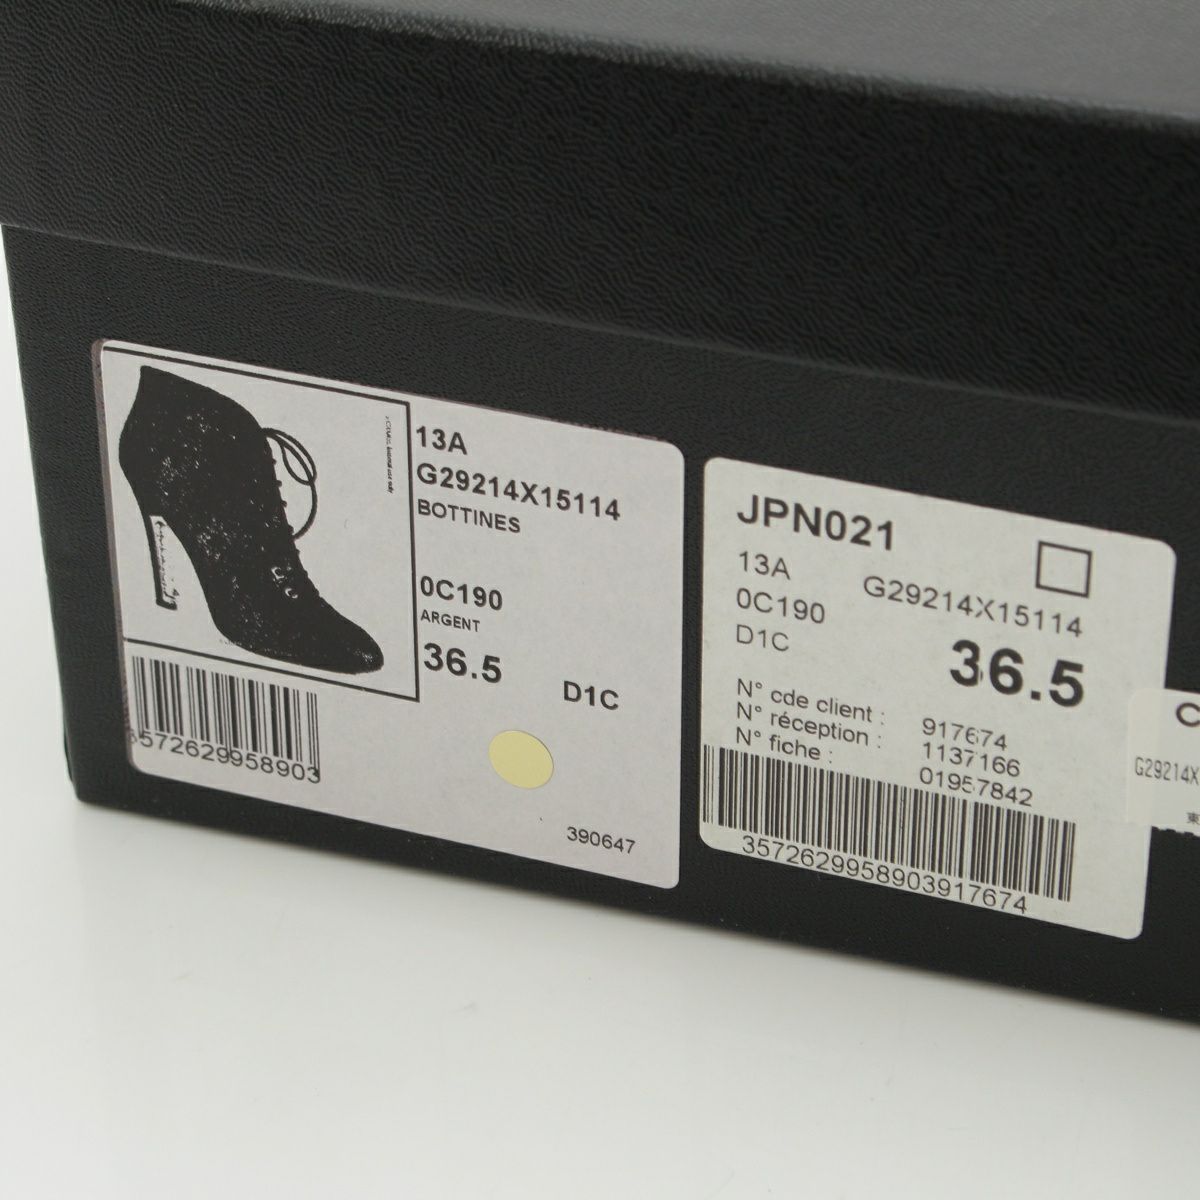 13A
G29214X15114
BOTTINES
0C190
ARGENT
36.5
D1C
3572629958903
390647
JPN021
13A
G29214X15114
0C190
D1C
36.5
N° cde client : 917674
N° réception : 1137166
N° fiche : 01957842
3572629958903917674
C
G29214X
東